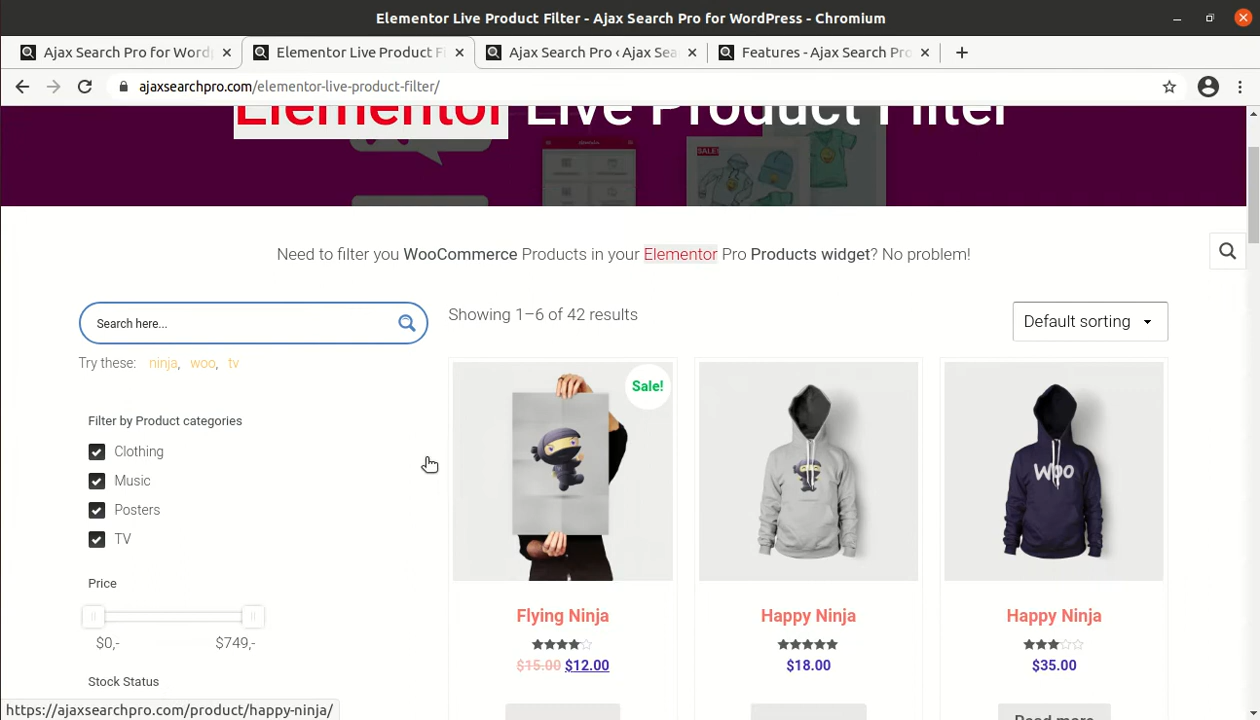 Elementor Live Product Filter - Ajax Search Pro for WordPress - Chromium
Ajax Search Pro for Wordp
Elementor Live Product Fi
Ajax Search Pro ‹ Ajax Sea
Features - Ajax Search Pro
ajaxsearchpro.com/elementor-live-product-filter/
Elementor Live Product Filter
SALE!
Need to filter you WooCommerce Products in your Elementor Pro Products widget? No problem!
Search here...
Showing 1–6 of 42 results
Default sorting
Try these: ninja, woo, tv
Sale!
Filter by Product categories
Clothing
Music
Posters
TV
WOO
Price
$0,- $749,-
Stock Status
Flying Ninja
$15.00 $12.00
Happy Ninja
$18.00
Happy Ninja
$35.00
Read more
https://ajaxsearchpro.com/product/happy-ninja/